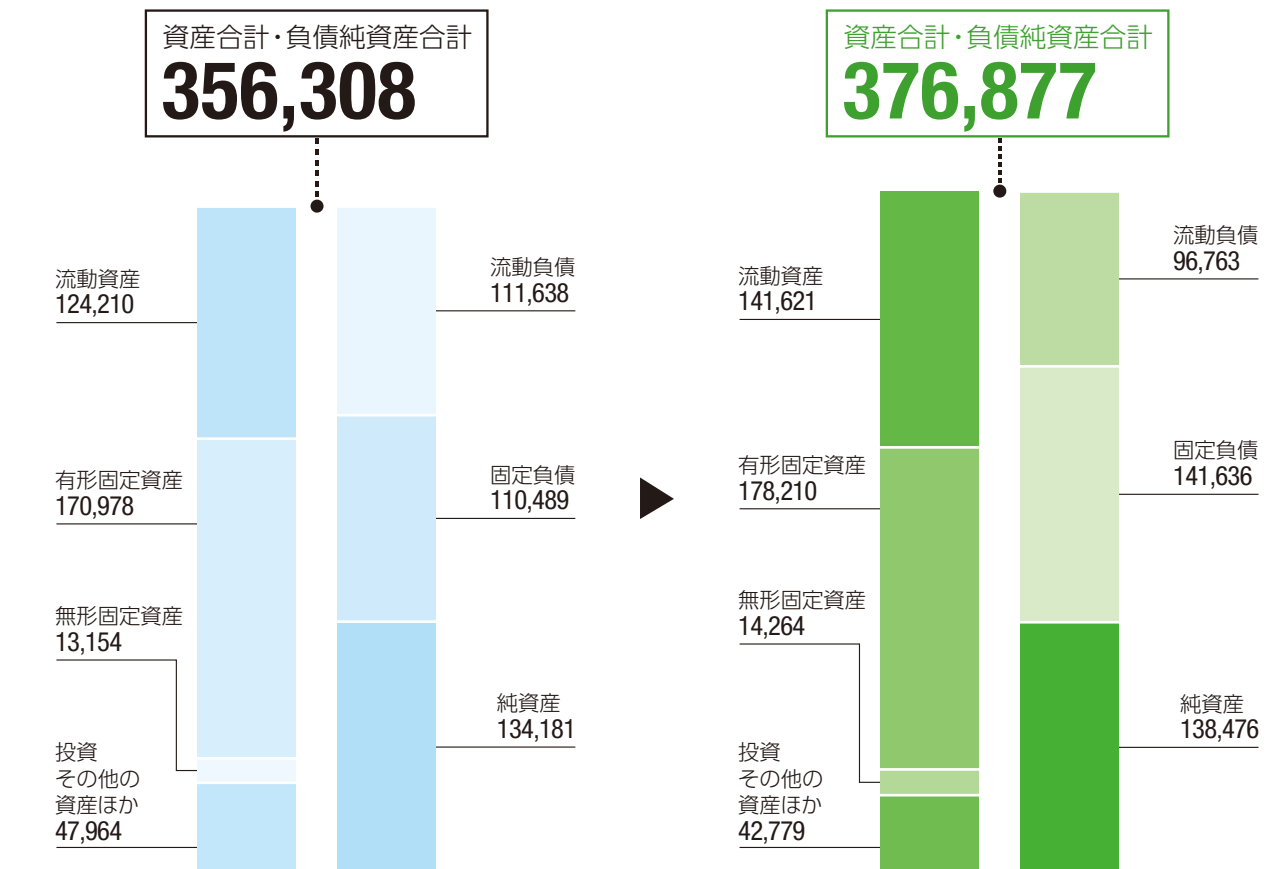 資産合計・負債純資産合計
356,308
流動資産
124,210
有形固定資産
170,978
無形固定資産
13,154
投資
その他の
資産ほか
47,964
流動負債
111,638
固定負債
110,489
純資産
134,181
資産合計・負債純資産合計
376,877
流動資産
141,621
有形固定資産
178,210
無形固定資産
14,264
投資
その他の
資産ほか
42,779
流動負債
96,763
固定負債
141,636
純資産
138,476